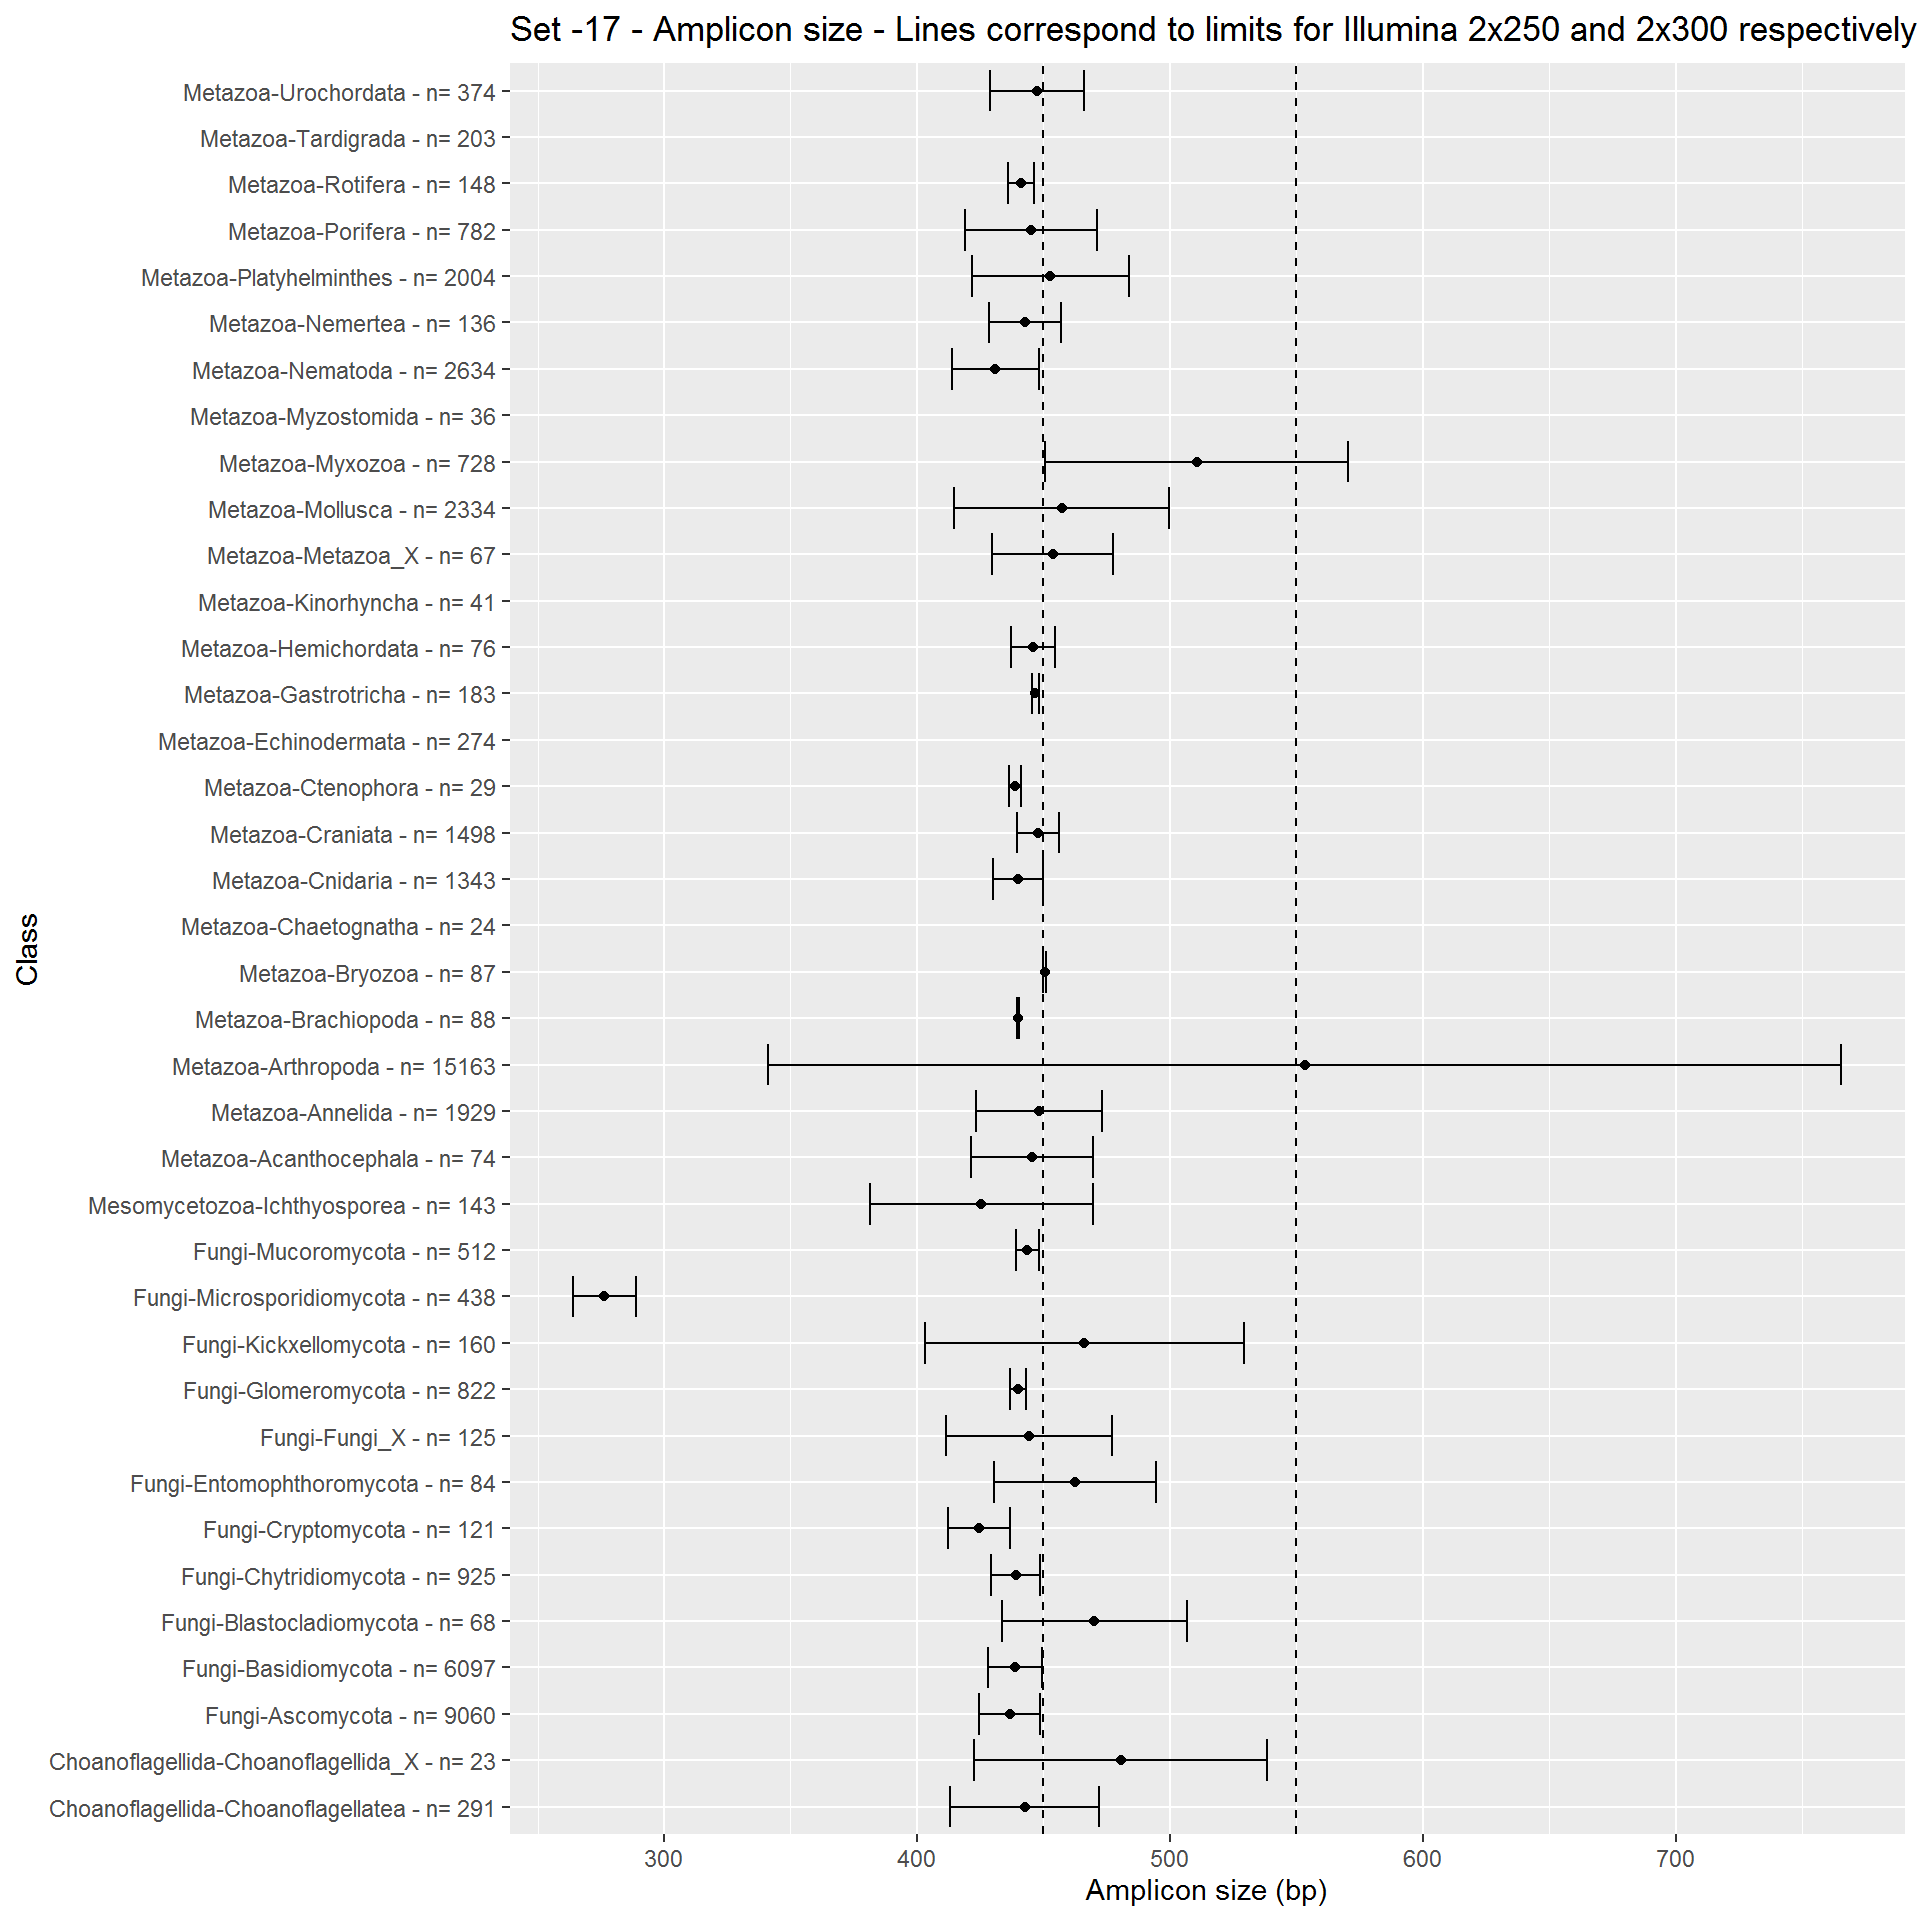 Set -17 - Amplicon size - Lines correspond to limits for Illumina 2x250 and 2x300 respectively
Metazoa-Urochordata - n= 374
Metazoa-Tardigrada - n= 203
Metazoa-Rotifera - n= 148
Metazoa-Porifera - n= 782
Metazoa-Platyhelminthes - n= 2004
Metazoa-Nemertea - n= 136
Metazoa-Nematoda - n= 2634
Metazoa-Myzostomida - n= 36
Metazoa-Myxozoa - n= 728
Metazoa-Mollusca - n= 2334
Metazoa-Metazoa_X - n= 67
Metazoa-Kinorhyncha - n= 41
Metazoa-Hemichordata - n= 76
Metazoa-Gastrotricha - n= 183
Metazoa-Echinodermata - n= 274
Metazoa-Ctenophora - n= 29
Metazoa-Craniata - n= 1498
Metazoa-Cnidaria - n= 1343
Metazoa-Chaetognatha - n= 24
Metazoa-Bryozoa - n= 87
Metazoa-Brachiopoda - n= 88
Metazoa-Arthropoda - n= 15163
Metazoa-Annelida - n= 1929
Metazoa-Acanthocephala - n= 74
Mesomycetozoa-Ichthyosporea - n= 143
Fungi-Mucoromycota - n= 512
Fungi-Microsporidiomycota - n= 438
Fungi-Kickxellomycota - n= 160
Fungi-Glomeromycota - n= 822
Fungi-Fungi_X - n= 125
Fungi-Entomophthoromycota - n= 84
Fungi-Cryptomycota - n= 121
Fungi-Chytridiomycota - n= 925
Fungi-Blastocladiomycota - n= 68
Fungi-Basidiomycota - n= 6097
Fungi-Ascomycota - n= 9060
Choanoflagellida-Choanoflagellida_X - n= 23
Choanoflagellida-Choanoflagellatea - n= 291
Class
300 400 500 600 700
Amplicon size (bp)